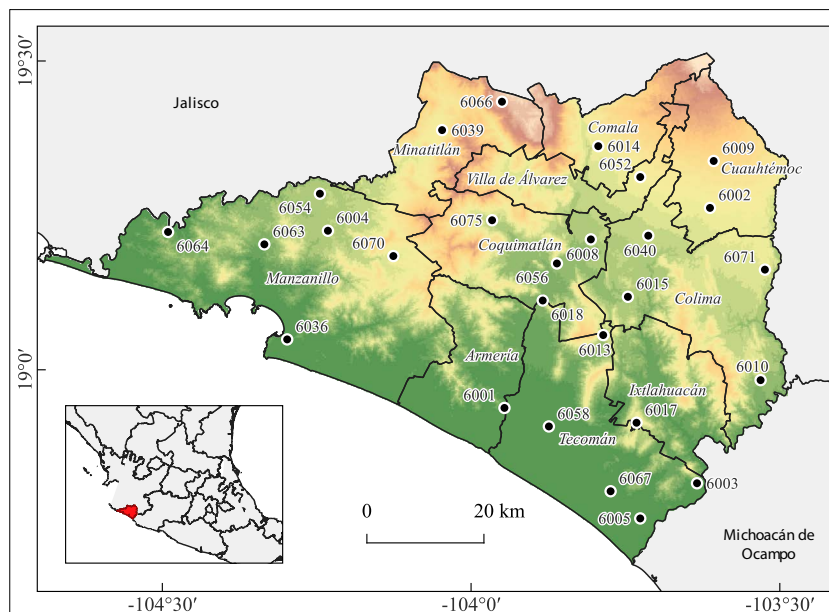 19°30'
19°0'
Jalisco
6066
6039
Minatitlán
Comala
6014
6052
6009
Cuauhtémoc
Villa de Álvarez
6002
6054
6004
6064
6063
6070
6075
Coquimatlán
6008
6040
6071
Manzanillo
6056
6015
Colima
6018
6036
6013
Armería
6010
Ixtlahuacán
6001
6058
6017
Tecomán
6067
6003
6005
0
20 km
Michoacán de
Ocampo
-104°30'
-104°0'
-103°30'